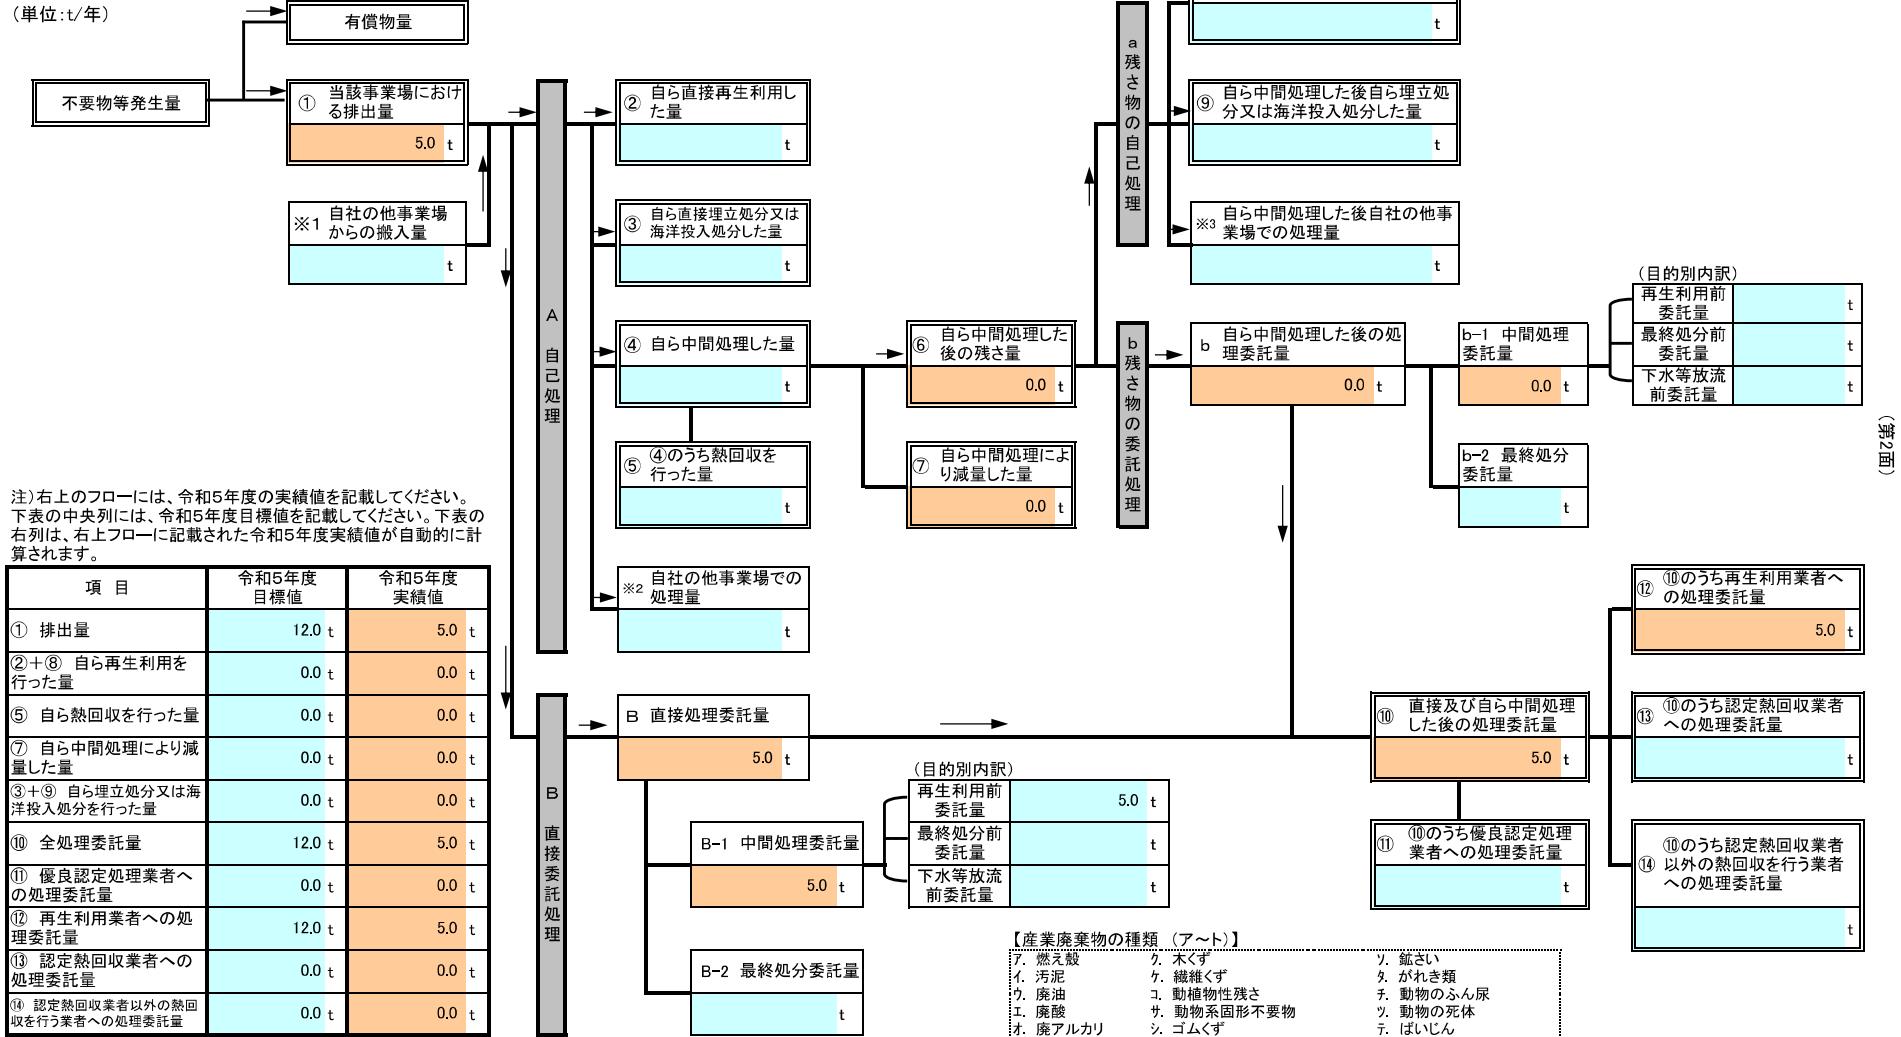 （単位：t/年）
有償物量
不要物等発生量
① 当該事業場におけ
る排出量
5.0 t
※1 自社の他事業場
からの搬入量
t
A 自己処理
② 自ら直接再生利用し
た量
t
③ 自ら直接埋立処分又は
海洋投入処分した量
t
④ 自ら中間処理した量
t
⑤ ④のうち熱回収を
行った量
t
※2 自社の他事業場での
処理量
t
⑥ 自ら中間処理した
後の残さ量
0.0 t
⑦ 自ら中間処理によ
り減量した量
0.0 t
a 残さ物の自己処理
t
⑨ 自ら中間処理した後自ら埋立処
分又は海洋投入処分した量
t
※3 自ら中間処理した後自社の他事
業場での処理量
t
b 残さ物の委託処理
b 自ら中間処理した後の処
理委託量
0.0 t
b-1 中間処理
委託量
0.0 t
（目的別内訳）
再生利用前
委託量 t
最終処分前
委託量 t
下水等放流
前委託量 t
b-2 最終処分
委託量
t
（第2面）
注）右上のフローには、令和5年度の実績値を記載してください。
下表の中央列には、令和5年度目標値を記載してください。下表の
右列は、右上フローに記載された令和5年度実績値が自動的に計
算されます。
項 目 令和5年度
目標値 令和5年度
実績値
① 排出量 12.0 t 5.0 t
②＋⑧ 自ら再生利用を
行った量 0.0 t 0.0 t
⑤ 自ら熱回収を行った量 0.0 t 0.0 t
⑦ 自ら中間処理により減
量した量 0.0 t 0.0 t
③＋⑨ 自ら埋立処分又は海
洋投入処分を行った量 0.0 t 0.0 t
⑩ 全処理委託量 12.0 t 5.0 t
⑪ 優良認定処理業者へ
の処理委託量 0.0 t 0.0 t
⑫ 再生利用業者への処
理委託量 12.0 t 5.0 t
⑬ 認定熱回収業者への
処理委託量 0.0 t 0.0 t
⑭ 認定熱回収業者以外の熱回
収を行う業者への処理委託量 0.0 t 0.0 t
B 直接委託処理
B 直接処理委託量
5.0 t
B-1 中間処理委託量
5.0 t
（目的別内訳）
再生利用前
委託量 5.0 t
最終処分前
委託量 t
下水等放流
前委託量 t
B-2 最終処分委託量
t
⑩ 直接及び自ら中間処理
した後の処理委託量
5.0 t
⑪ ⑩のうち優良認定処理
業者への処理委託量
t
⑫ ⑩のうち再生利用業者へ
の処理委託量
5.0 t
⑬ ⑩のうち認定熱回収業者
への処理委託量
t
⑭ ⑩のうち認定熱回収業者
以外の熱回収を行う業者
への処理委託量
t
【産業廃棄物の種類 （ア～ト）】
ア. 燃え殻 ク. 木くず ソ. 鉱さい
イ. 汚泥 ケ. 繊維くず タ. がれき類
ウ. 廃油 コ. 動植物性残さ チ. 動物のふん尿
エ. 廃酸 サ. 動物系固形不要物 ツ. 動物の死体
オ. 廃アルカリ シ. ゴムくず テ. ばいじん